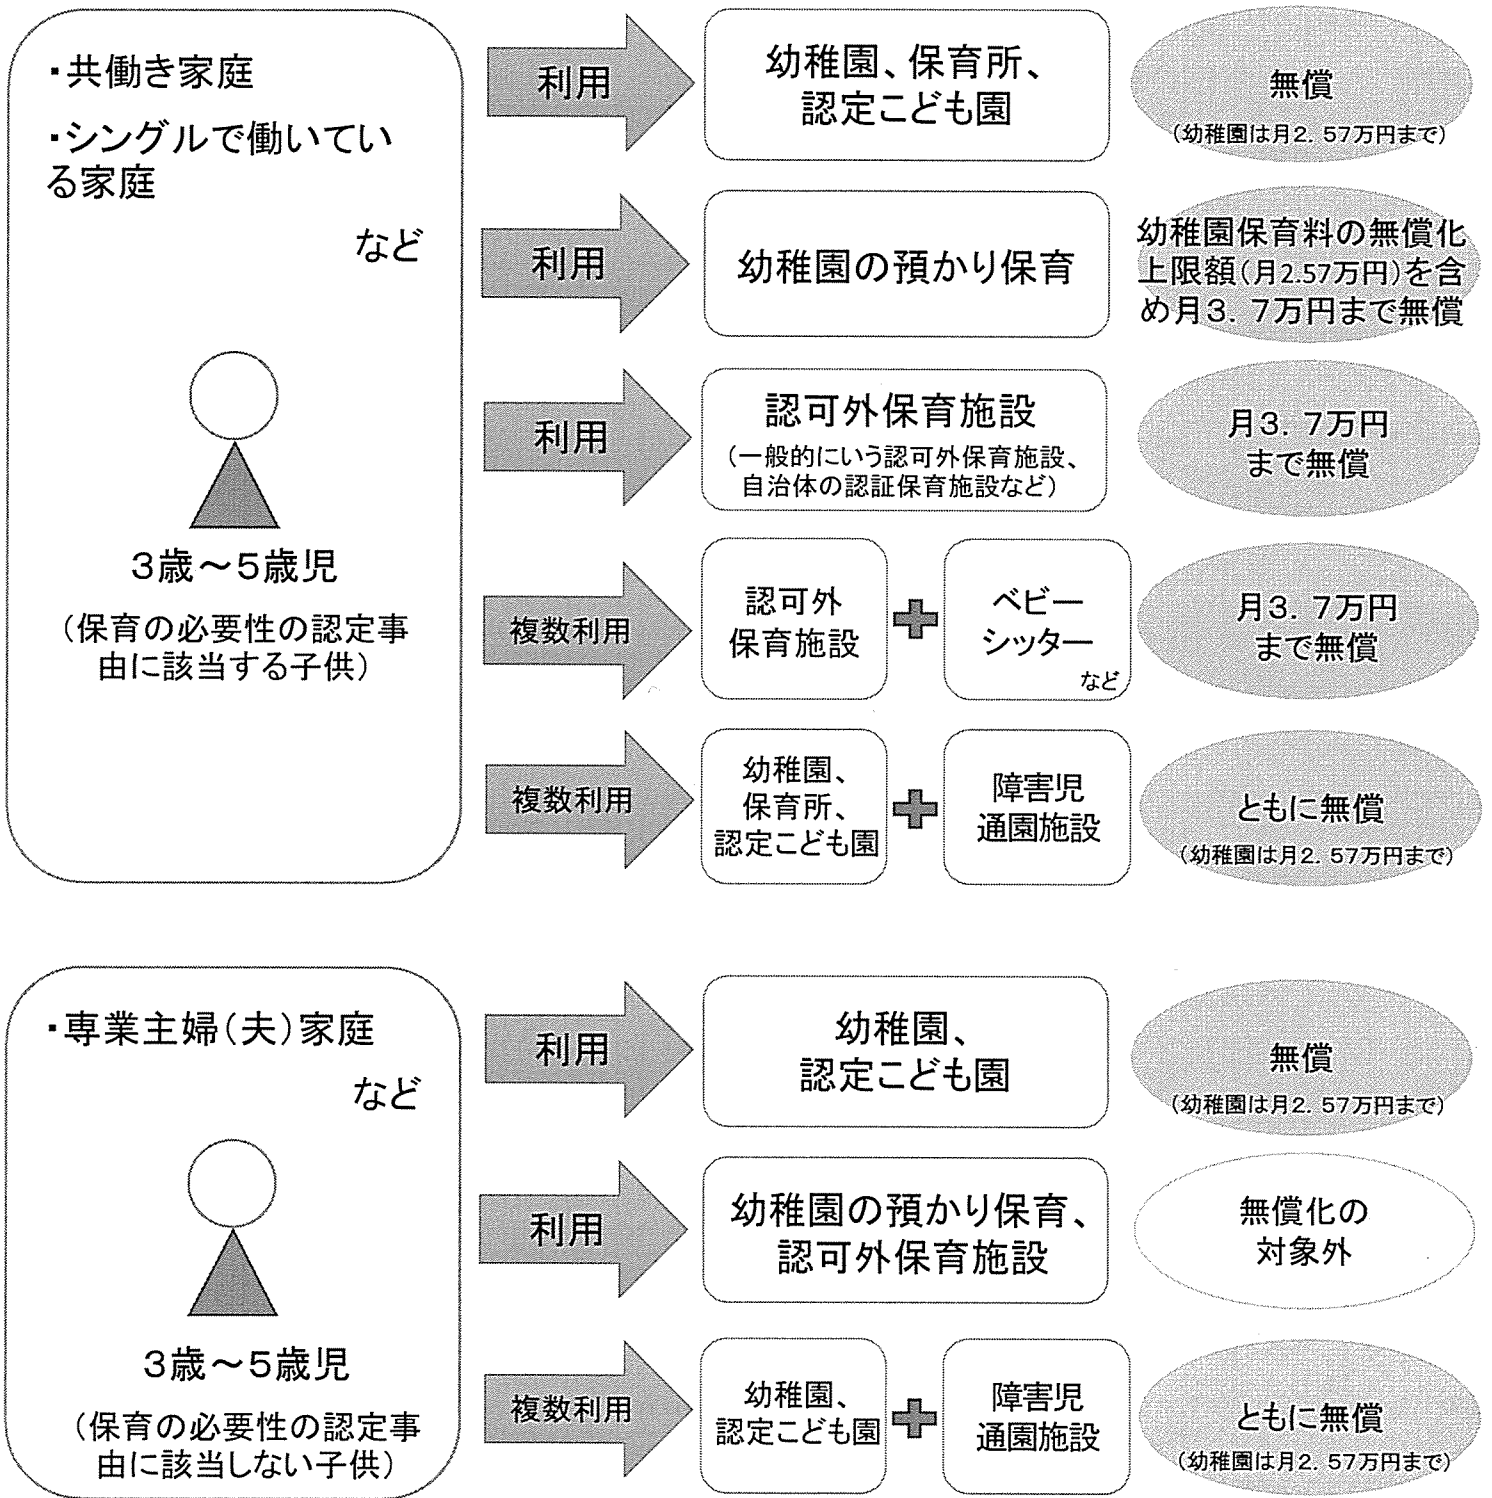 ・共働き家庭
・シングルで働いてい
る家庭
など
3歳～5歳児
(保育の必要性の認定事
由に該当する子供)
利用
幼稚園、保育所、
認定こども園
無償
(幼稚園は月2．57万円まで)
利用
幼稚園の預かり保育
幼稚園保育料の無償化
上限額(月2.57万円)を含
め月3．7万円まで無償
利用
認可外保育施設
(一般的にいう認可外保育施設、
自治体の認証保育施設など)
月3．7万円
まで無償
複数利用
認可外
保育施設
ベビー
シッター
など
月3．7万円
まで無償
複数利用
幼稚園、
保育所、
認定こども園
障害児
通園施設
ともに無償
(幼稚園は月2．57万円まで)
・専業主婦(夫)家庭
など
3歳～5歳児
(保育の必要性の認定事
由に該当しない子供)
利用
幼稚園、
認定こども園
無償
(幼稚園は月2．57万円まで)
利用
幼稚園の預かり保育、
認可外保育施設
無償化の
対象外
複数利用
幼稚園、
認定こども園
障害児
通園施設
ともに無償
(幼稚園は月2．57万円まで)